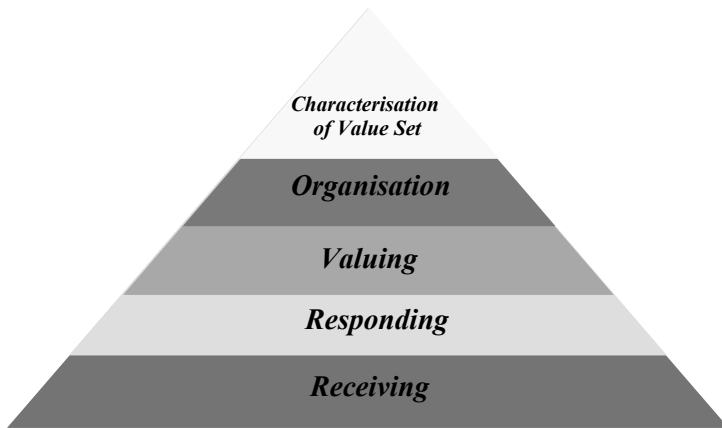 Characterisation
of Value Set
Organisation
Valuing
Responding
Receiving